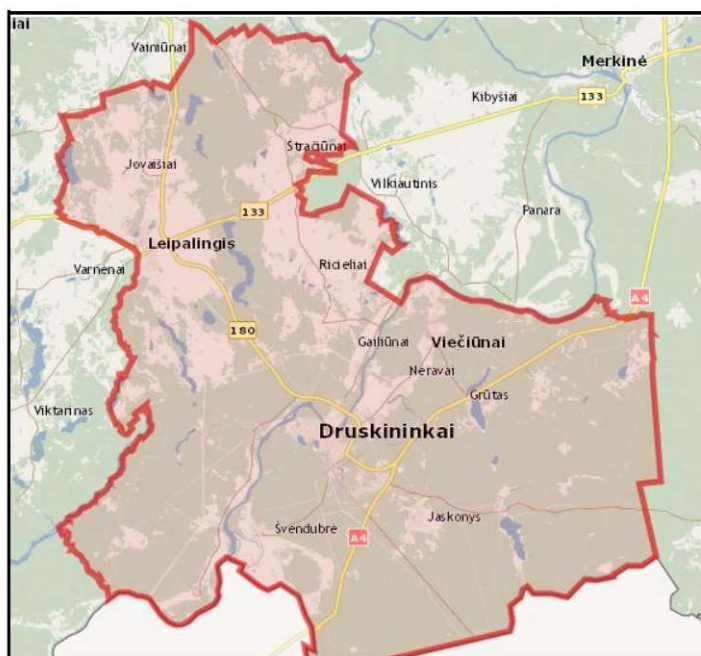 iai
Vainiūnai
Merkinė
Kibyšiai
133
Stračiūnai
Jovaišiai
Vilkiautinis
133
Panara
Leipalingis
Varnėnai
Ricieliai
A4
180
Gailiūnai
Viečiūnai
Neravai
Viktarinas
Grūtas
Druskininkai
Švendubrė
Jaskonys
A4